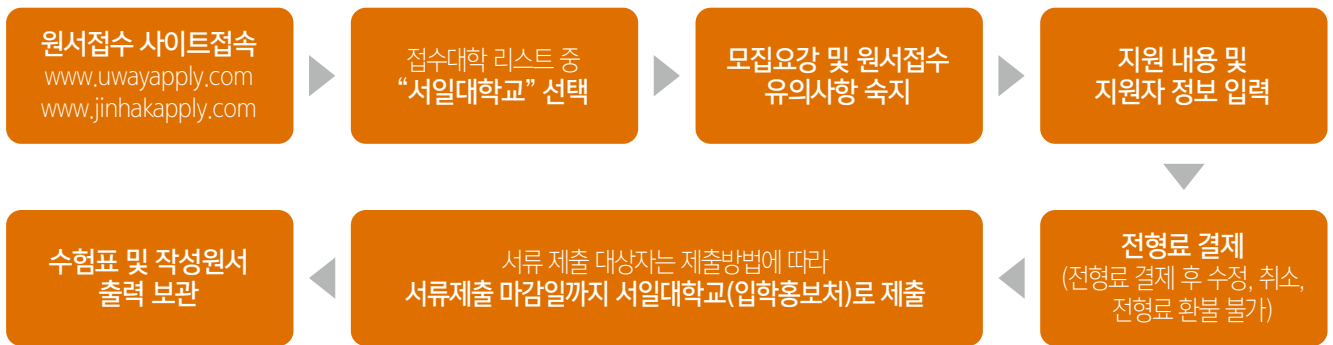 원서접수 사이트접속
www.uwayapply.com
www.jinhakapply.com
접수대학 리스트 중
“서일대학교” 선택
모집요강 및 원서접수
유의사항 숙지
지원 내용 및
지원자 정보 입력
전형료 결제
(전형료 결제 후 수정, 취소,
전형료 환불 불가)
서류 제출 대상자는 제출방법에 따라
서류제출 마감일까지 서일대학교(입학홍보처)로 제출
수험표 및 작성원서
출력 보관